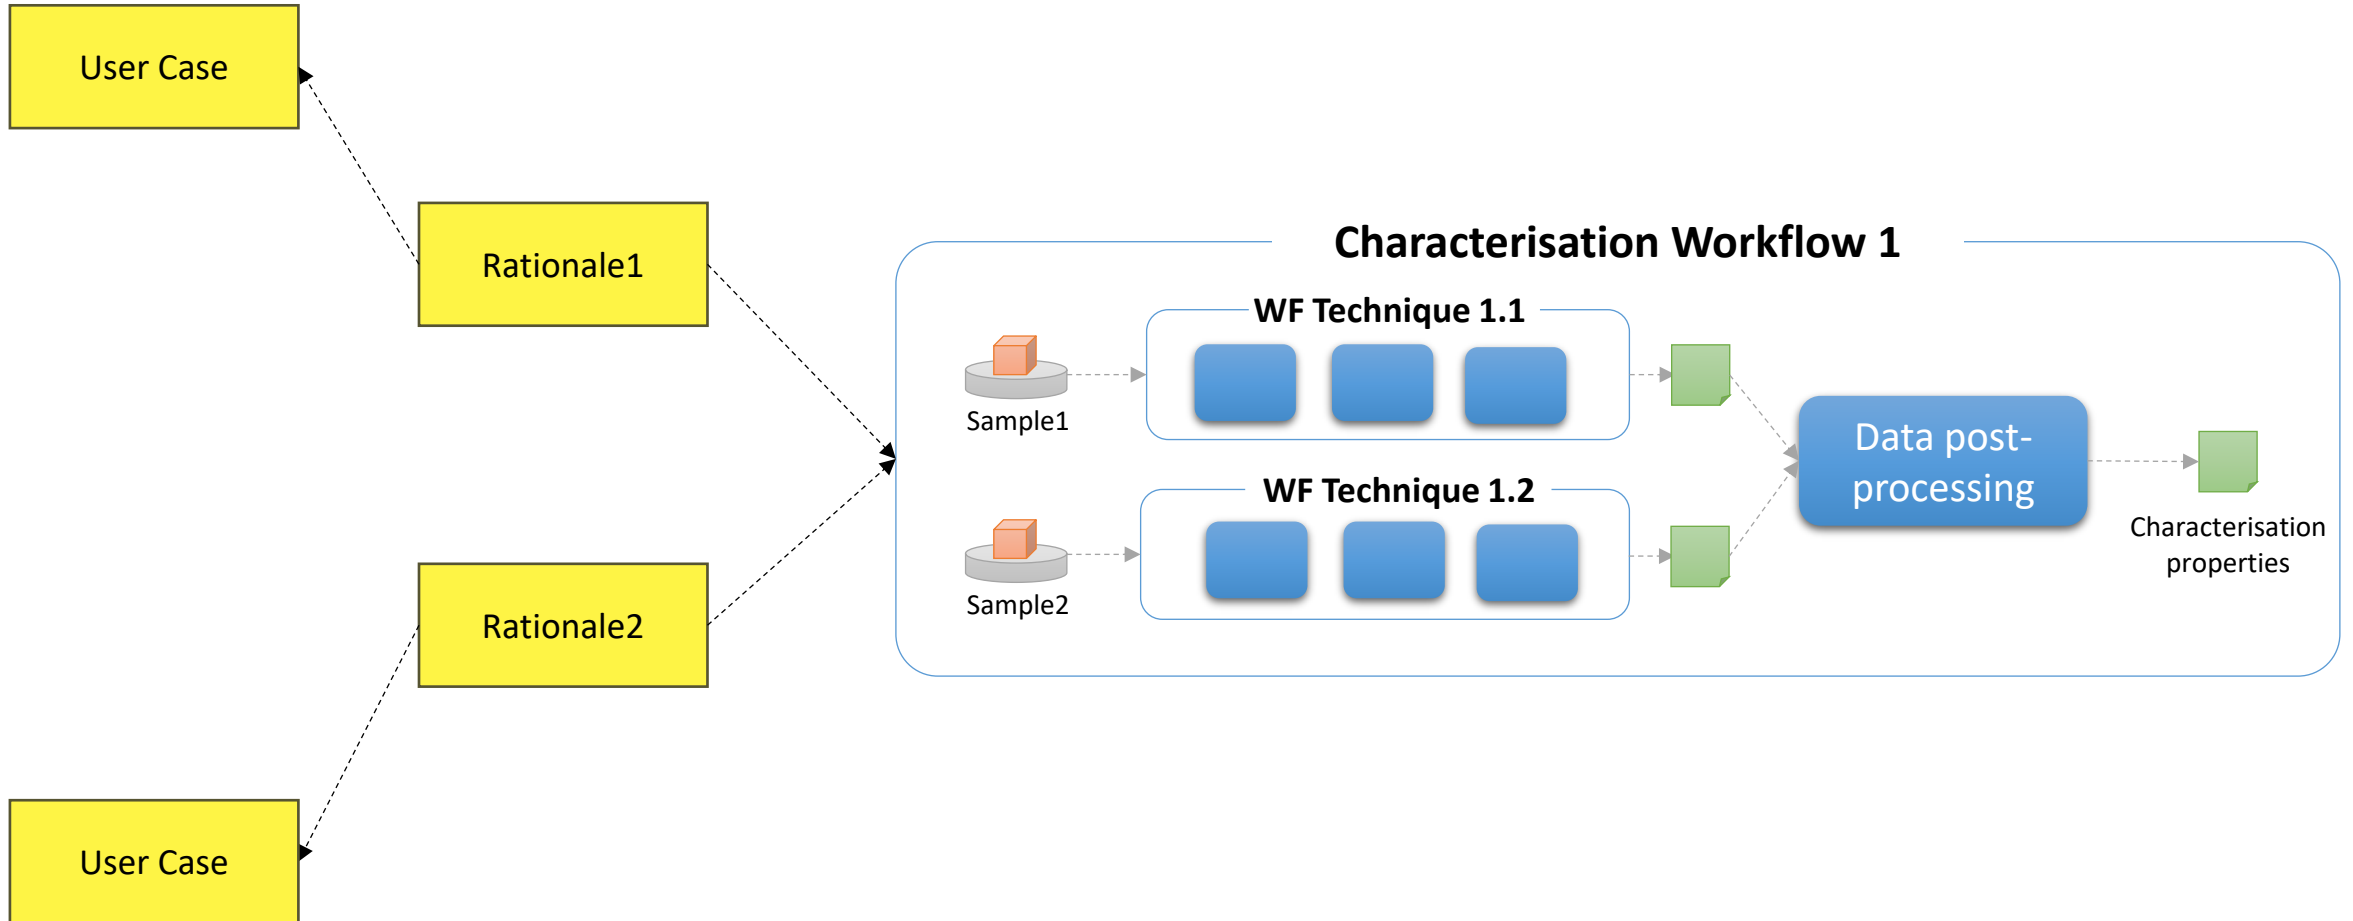 User Case
Rationale1
Characterisation Workflow 1
WF Technique 1.1
Sample1
Data post-
processing
WF Technique 1.2
Sample2
Characterisation
properties
Rationale2
User Case